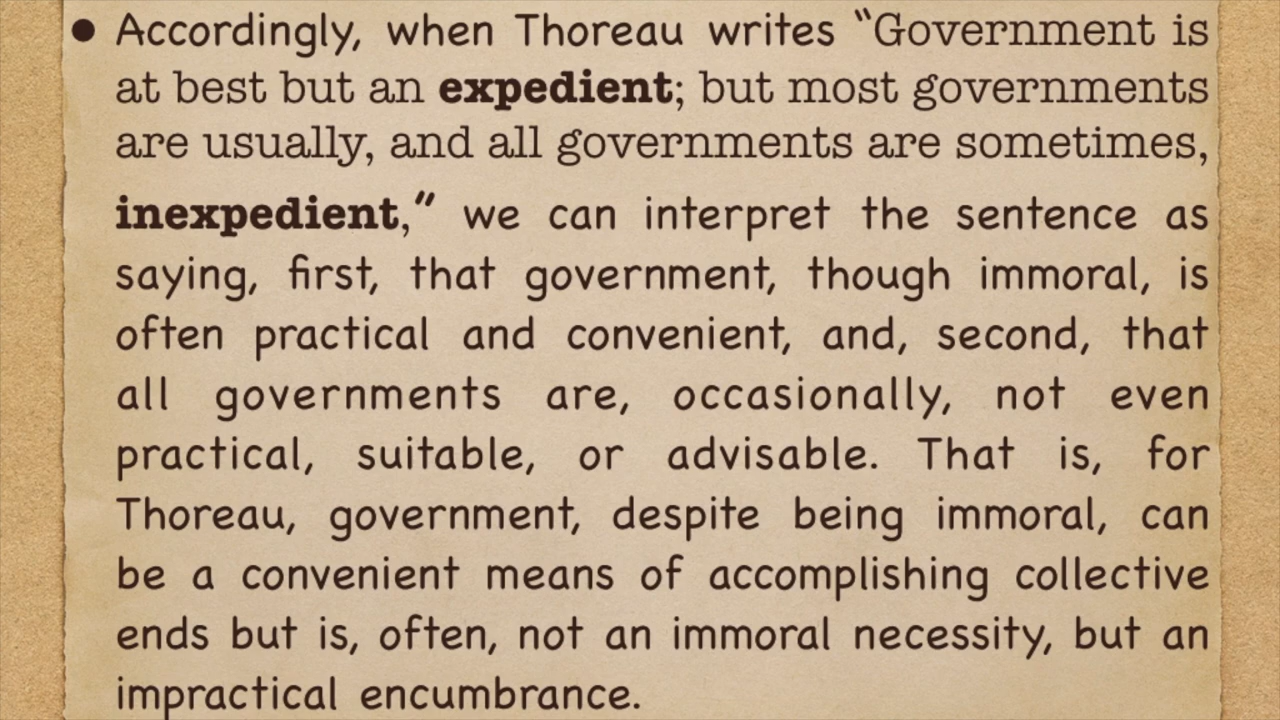 • Accordingly, when Thoreau writes “Government is
at best but an expedient; but most governments
are usually, and all governments are sometimes,
inexpedient,” we can interpret the sentence as
saying, first, that government, though immoral, is
often practical and convenient, and, second, that
all governments are, occasionally, not even
practical, suitable, or advisable. That is, for
Thoreau, government, despite being immoral, can
be a convenient means of accomplishing collective
ends but is, often, not an immoral necessity, but an
impractical encumbrance.